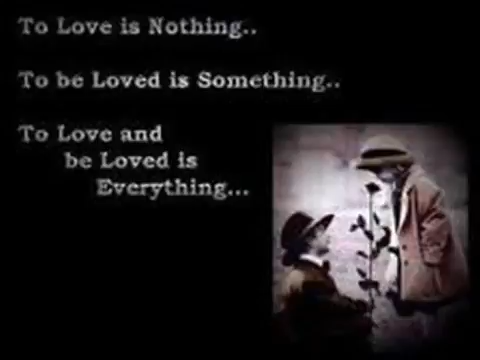 To Love is Nothing..
To be Loved is Something..
To Love and
be Loved is
Everything...